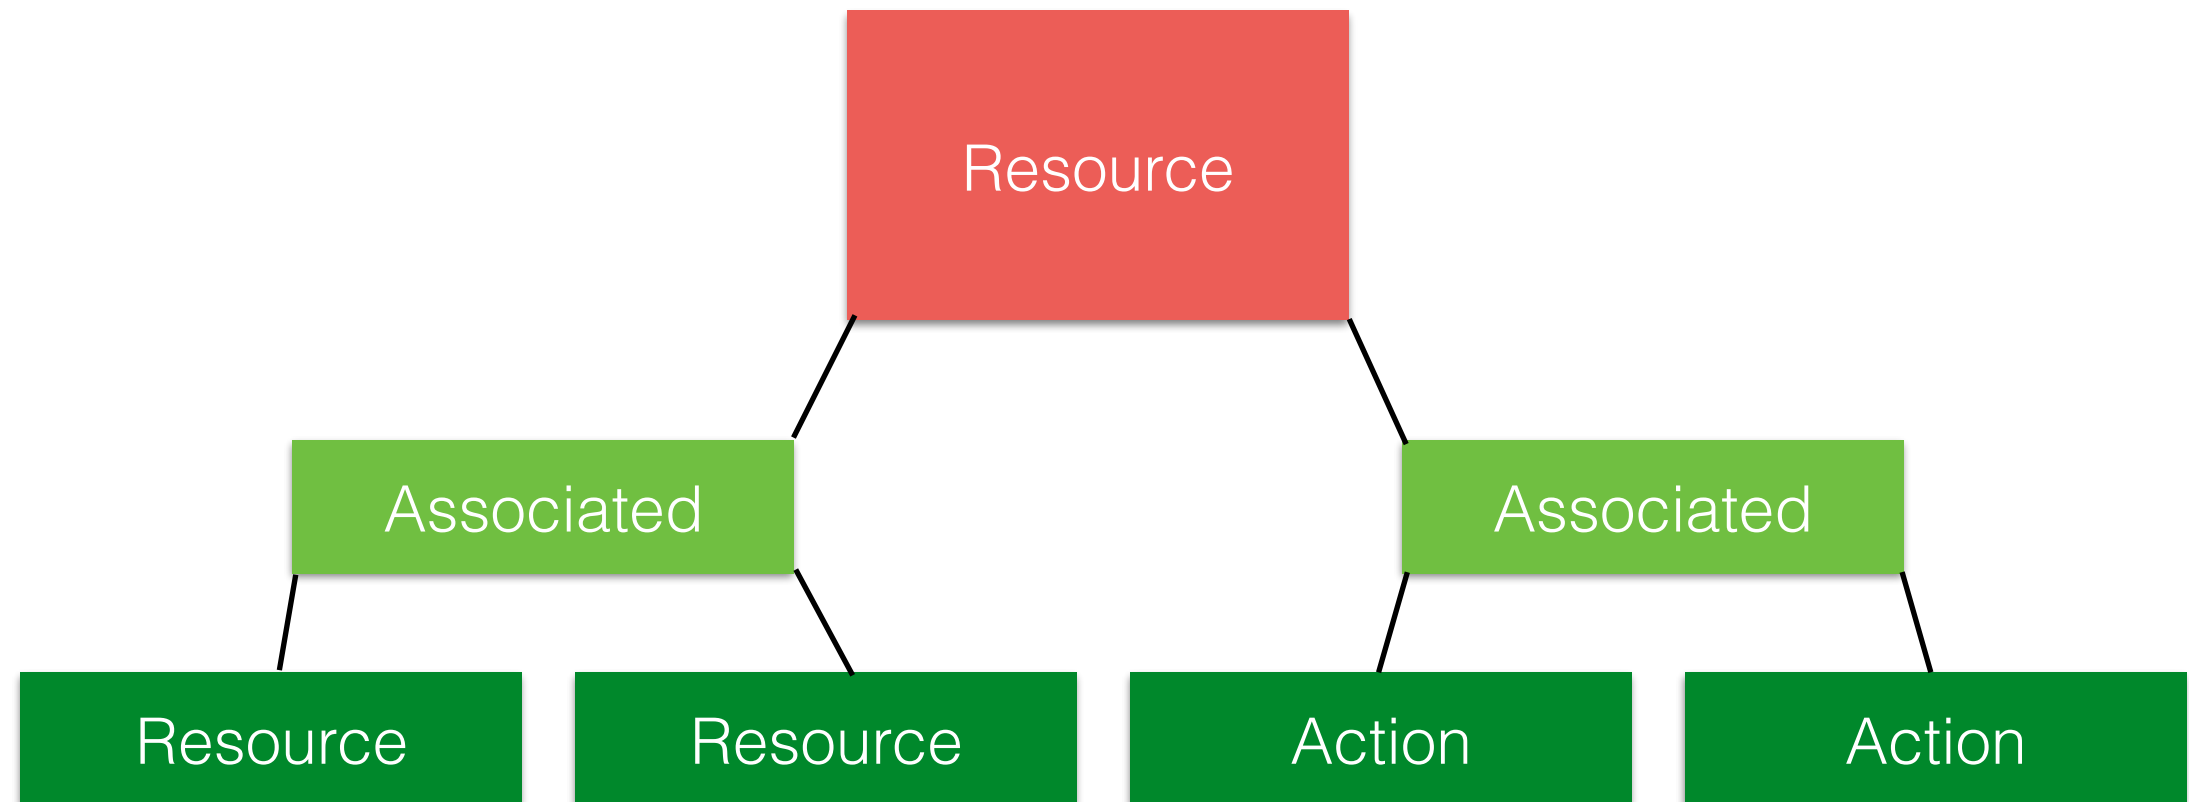 Resource
Associated
Associated
Resource
Resource
Action
Action